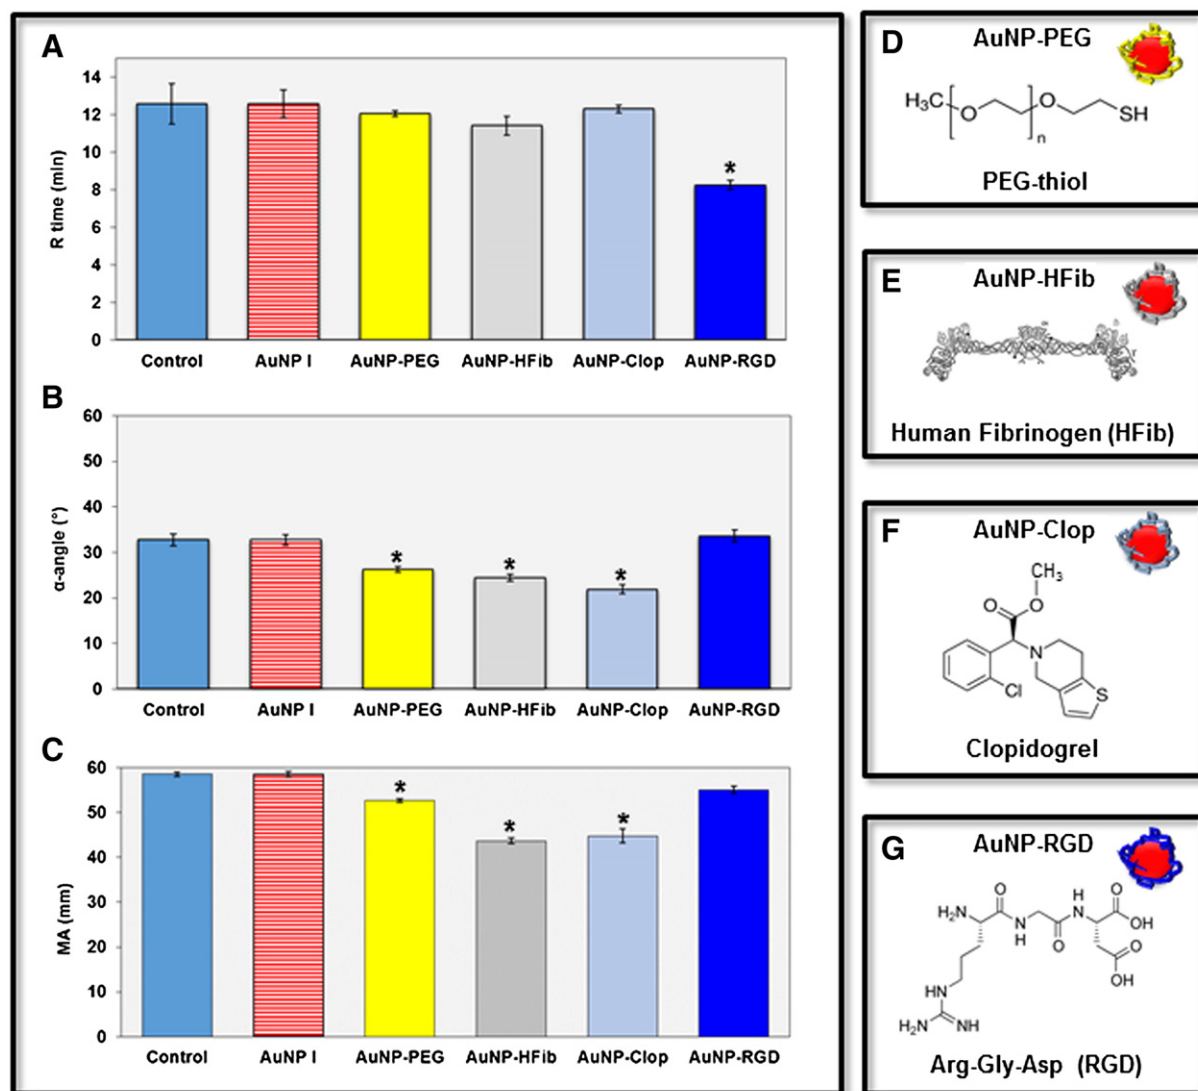 A
R time (min)
14
12
10
8
6
4
2
0
*
Control AuNP I AuNP-PEG AuNP-HFib AuNP-Clop AuNP-RGD
B
α-angle (°)
60
50
40
30
20
10
0
* * *
Control AuNP I AuNP-PEG AuNP-HFib AuNP-Clop AuNP-RGD
C
MA (mm)
60
50
40
30
20
10
0
* * *
Control AuNP I AuNP-PEG AuNP-HFib AuNP-Clop AuNP-RGD
D AuNP-PEG
H₃C O n O SH
PEG-thiol
E AuNP-HFib
Human Fibrinogen (HFib)
F AuNP-Clop
CH₃
O O
N
Cl S
Clopidogrel
G AuNP-RGD
O H O
H₂N N OH
N O O
H
OH
HN
H₂N NH
Arg-Gly-Asp (RGD)